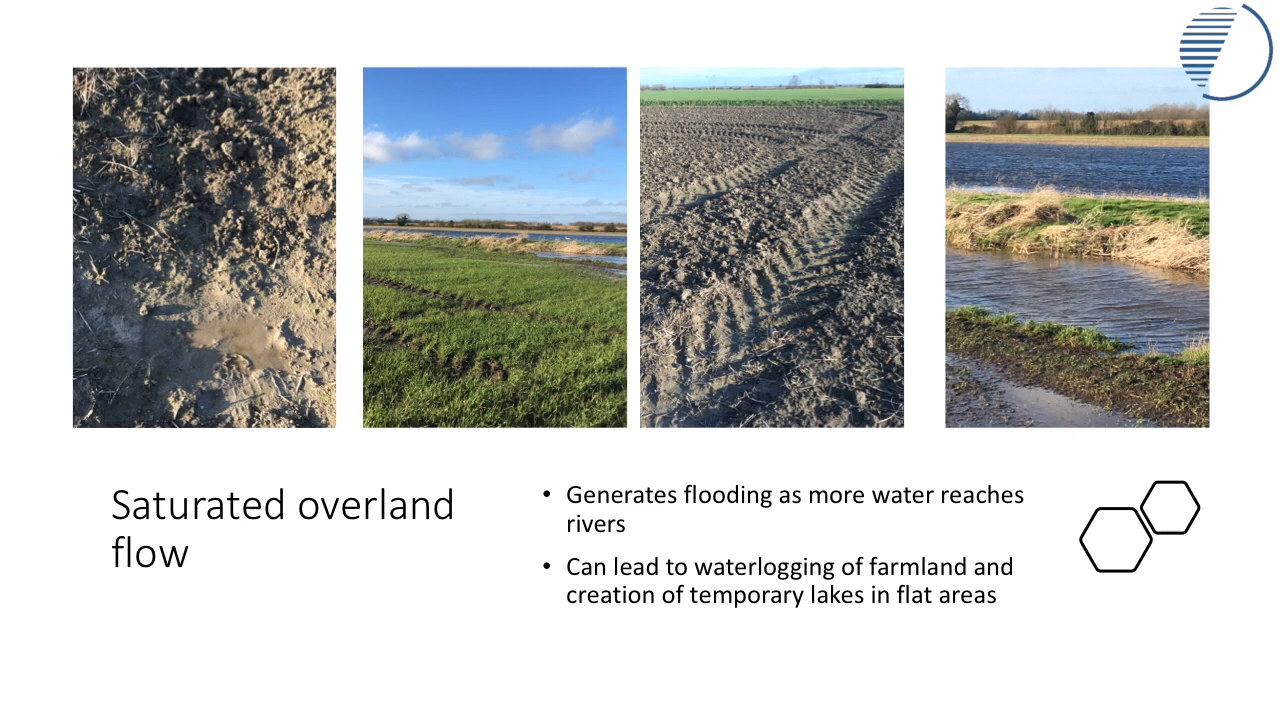 Saturated overland
flow
• Generates flooding as more water reaches
rivers
• Can lead to waterlogging of farmland and
creation of temporary lakes in flat areas